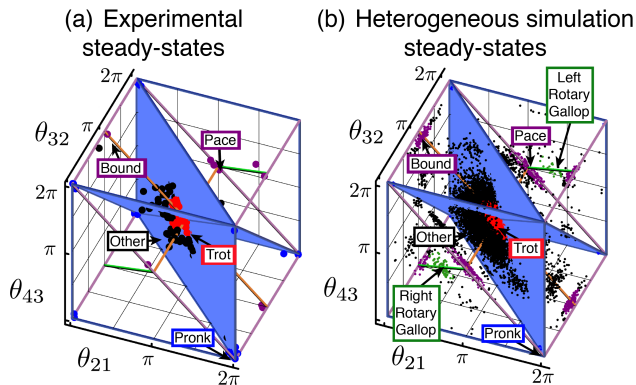 (a) Experimental
steady-states
2π
θ32
π
Pace
Bound
2π
Other
Trot
π
θ43
Pronk
θ21
π
2π
(b) Heterogeneous simulation
steady-states
2π
Left
Rotary
Gallop
θ32
π
Pace
Bound
2π
Other
Trot
π
θ43
Right
Rotary
Gallop
Pronk
θ21
π
2π